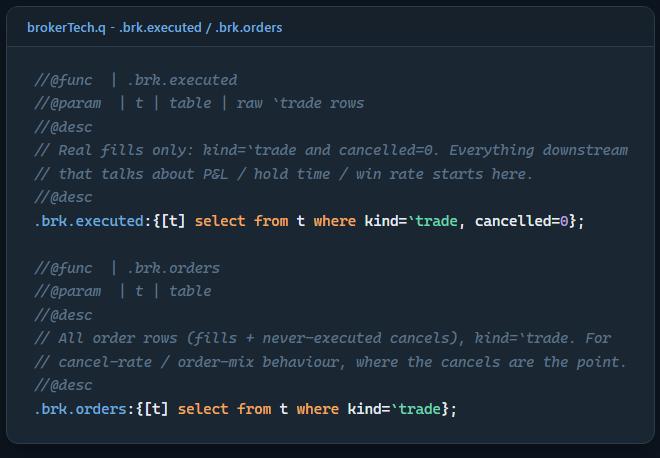 brokerTech.q - .brk.executed / .brk.orders
//@func  | .brk.executed
//@param  | t | table | raw `trade rows
//@desc
// Real fills only: kind=`trade and cancelled=0. Everything downstream
// that talks about P&L / hold time / win rate starts here.
//@desc
.brk.executed:{[t] select from t where kind=`trade, cancelled=0};
//@func  | .brk.orders
//@param  | t | table
//@desc
// All order rows (fills + never-executed cancels), kind=`trade. For
// cancel-rate / order-mix behaviour, where the cancels are the point.
//@desc
.brk.orders:{[t] select from t where kind=`trade};